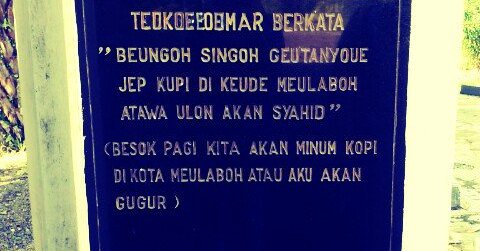 TEUKOE OEMAR BERKATA
"BEUNGOH SINGOH GEUTANYOUE
JEP KUPI DI KEUDE MEULABOH
ATAWA ULON AKAN SYAHID"
(BESOK PAGI KITA AKAN MINUM KOPI
DI KOTA MEULABOH ATAU AKU AKAN
GUGUR)